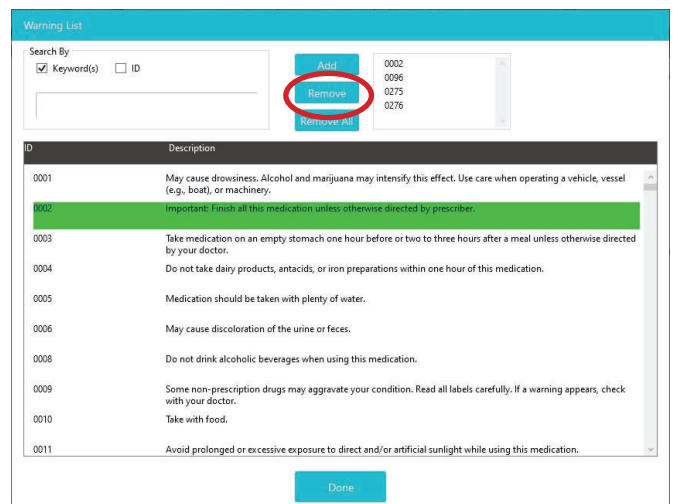 Warning List
Search By
Keyword(s) ID
Add
Remove
Remove All
0002
0096
0275
0276
ID Description
0001 May cause drowsiness. Alcohol and marijuana may intensify this effect. Use care when operating a vehicle, vessel
(e.g., boat), or machinery.
0002 Important: Finish all this medication unless otherwise directed by prescriber.
0003 Take medication on an empty stomach one hour before or two to three hours after a meal unless otherwise directed
by your doctor.
0004 Do not take dairy products, antacids, or iron preparations within one hour of this medication.
0005 Medication should be taken with plenty of water.
0006 May cause discoloration of the urine or feces.
0008 Do not drink alcoholic beverages when using this medication.
0009 Some non-prescription drugs may aggravate your condition. Read all labels carefully. If a warning appears, check
with your doctor.
0010 Take with food.
0011 Avoid prolonged or excessive exposure to direct and/or artificial sunlight while using this medication.
Done